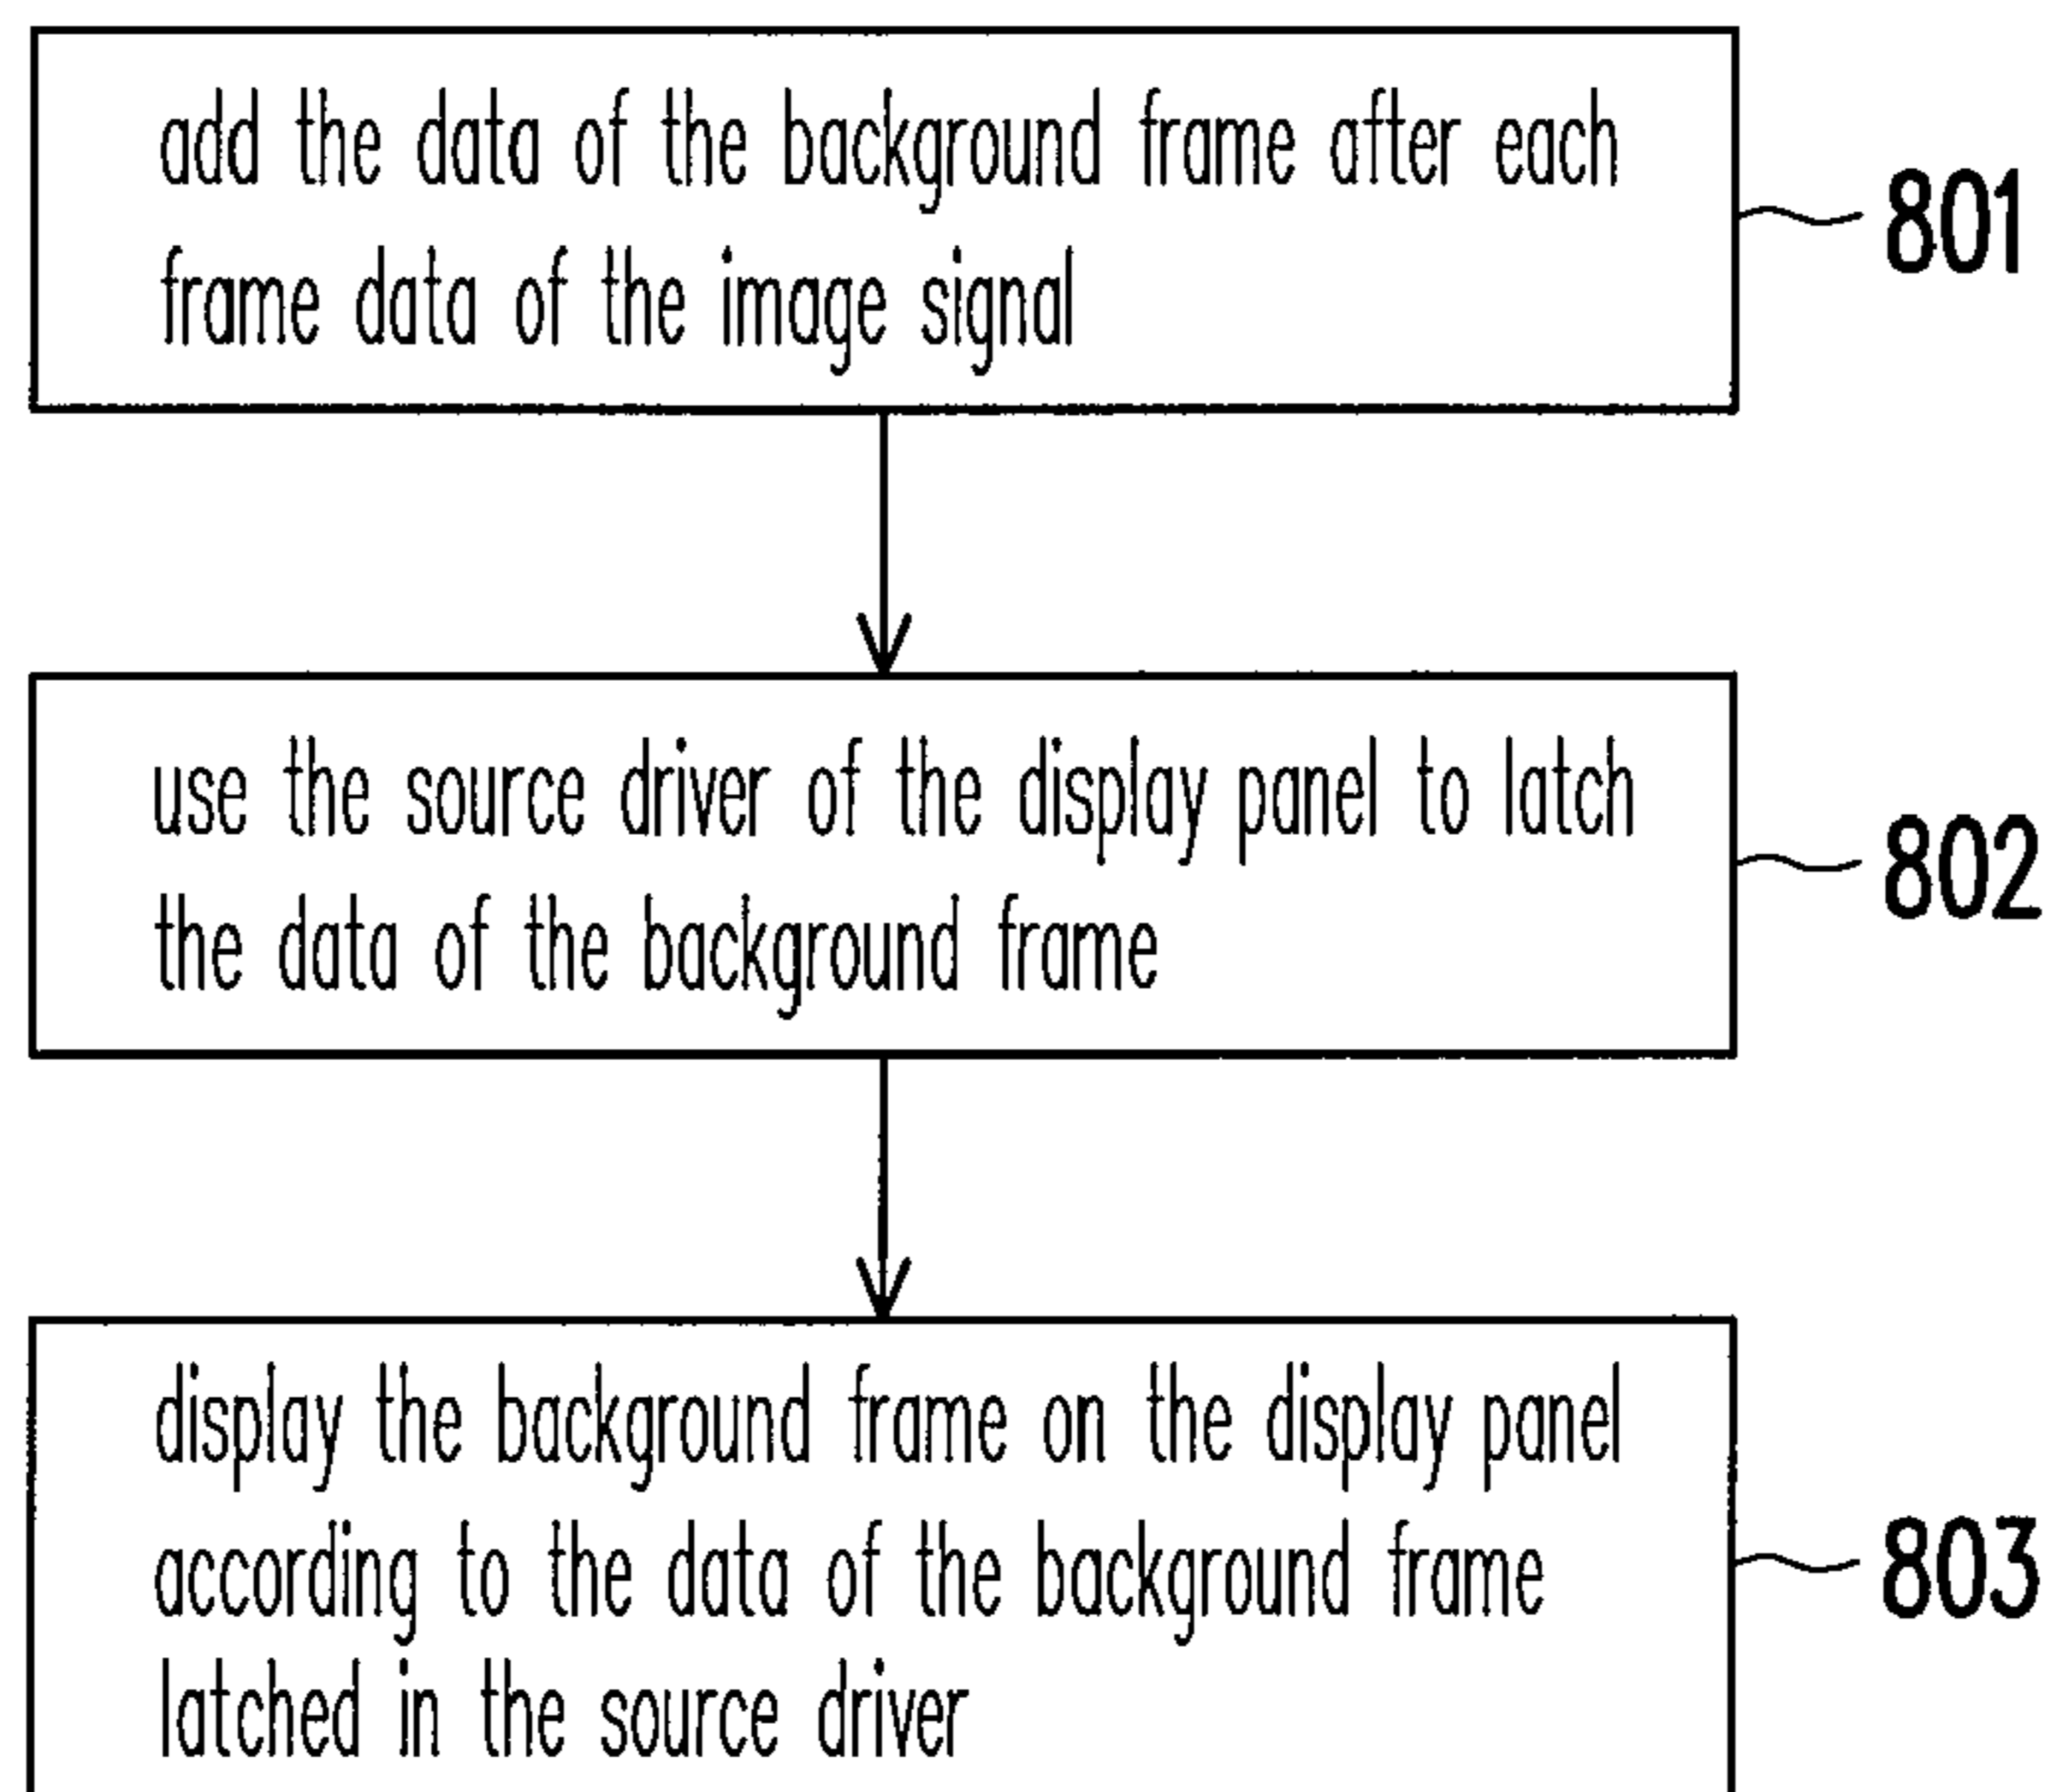 add the data of the background frame after each
frame data of the image signal
801
use the source driver of the display panel to latch
the data of the background frame
802
display the background frame on the display panel
according to the data of the background frame
latched in the source driver
803